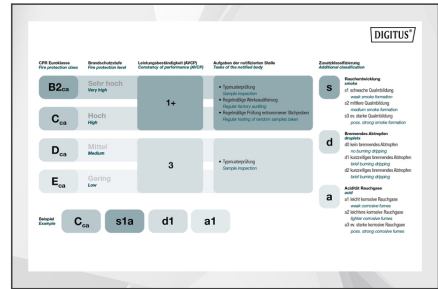 DIGITUS®
CPR Euroklasse
Fire protection class
Brandschutzstufe
Fire protection level
Leistungsbeständigkeit (AVCP)
Constancy of performance (AVCP)
Aufgaben der notifizierten Stelle
Tasks of the notified body
Zusatzklassifizierung
Additional classification
B2ca
Sehr hoch
Very high
1+
• Typmusterprüfung
Sample inspection
• Regelmäßige Werksauditierung
Regular factory auditing
• Regelmäßige Prüfung entnommener Stichproben
Regular testing of random samples taken
Cca
Hoch
High
Dca
Mittel
Medium
3
• Typmusterprüfung
Sample inspection
Eca
Gering
Low
s
Rauchentwicklung
smoke
s1 schwache Qualmbildung
weak smoke formation
s2 mittlere Qualmbildung
medium smoke formation
s3 ev. starke Qualmbildung
poss. strong smoke formation
d
Brennendes Abtropfen
droplets
d0 kein brennendes Abtropfen
no burning dripping
d1 kurzzeitiges brennendes Abtropfen
brief burning dripping
d2 kurzzeitiges brennendes Abtropfen
brief burning dripping
a
Acidität Rauchgase
acid
a1 leicht korrosive Rauchgase
weak corrosive fumes
a2 leichtere korrosive Rauchgase
lighter corrosive fumes
a3 ev. starke korrosive Rauchgase
poss. strong corrosive fumes
Beispiel
Example
Cca
s1a
d1
a1